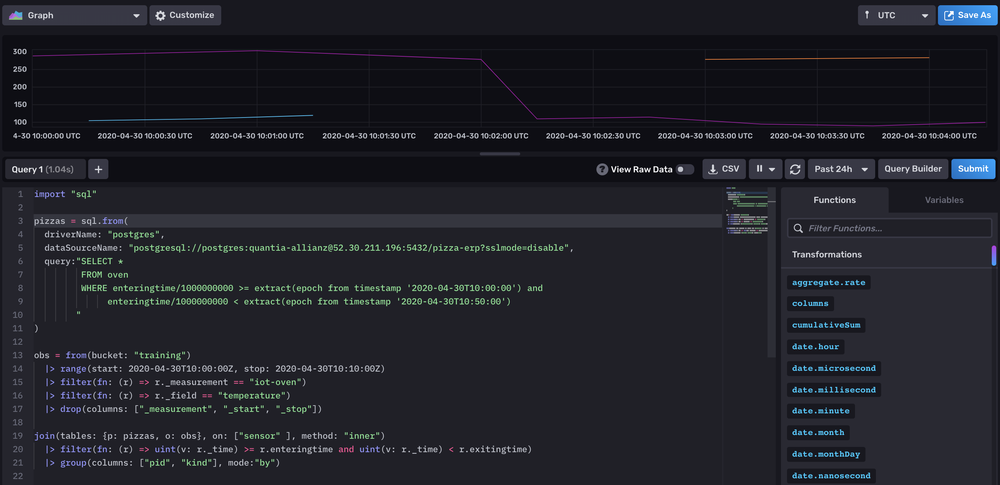 Graph
Customize
UTC
Save As
300
250
200
150
100
4-30 10:00:00 UTC
2020-04-30 10:00:30 UTC
2020-04-30 10:01:00 UTC
2020-04-30 10:01:30 UTC
2020-04-30 10:02:00 UTC
2020-04-30 10:02:30 UTC
2020-04-30 10:03:00 UTC
2020-04-30 10:03:30 UTC
2020-04-30 10:04:00 UTC
Query 1 (1.04s)
+
? View Raw Data
CSV
Past 24h
Query Builder
Submit
1 import "sql"
2
3 pizzas = sql.from(
4 driverName: "postgres",
5 dataSourceName: "postgresql://postgres:quantia-allianz@52.30.211.196:5432/pizza-erp?sslmode=disable",
6 query:"SELECT *
7 FROM oven
8 WHERE enteringtime/1000000000 >= extract(epoch from timestamp '2020-04-30T10:00:00') and
9 enteringtime/1000000000 < extract(epoch from timestamp '2020-04-30T10:50:00')
10 "
11 )
12
13 obs = from(bucket: "training")
14 |> range(start: 2020-04-30T10:00:00Z, stop: 2020-04-30T10:10:00Z)
15 |> filter(fn: (r) => r._measurement == "iot-oven")
16 |> filter(fn: (r) => r._field == "temperature")
17 |> drop(columns: ["_measurement", "_start", "_stop"])
18
19 join(tables: {p: pizzas, o: obs}, on: ["sensor" ], method: "inner")
20 |> filter(fn: (r) => uint(v: r._time) >= r.enteringtime and uint(v: r._time) < r.exitingtime)
21 |> group(columns: ["pid", "kind"], mode:"by")
22
Functions
Variables
Filter Functions...
Transformations
aggregate.rate
columns
cumulativeSum
date.hour
date.microsecond
date.millisecond
date.minute
date.month
date.monthDay
date.nanosecond